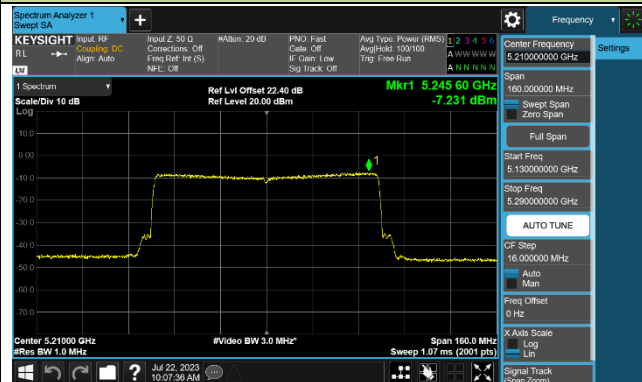 Spectrum Analyzer 1
Swept SA
Frequency
KEYSIGHT
RL
LXI
Input: RF
Coupling: DC
Align: Auto
Input Z: 50 Ω
Corrections: Off
Freq Ref: Int (S)
NFE: Off
#Atten: 20 dB
PNO: Fast
Gate: Off
IF Gain: Low
Sig Track: Off
Avg Type: Power (RMS)
Avg|Hold: 100/100
Trig: Free Run
1 2 3 4 5 6
A W W W W W
A N N N N N
1 Spectrum
Scale/Div 10 dB
Log
Ref Lvl Offset 22.40 dB
Ref Level 20.00 dBm
Mkr1 5.245 60 GHz
-7.231 dBm
1
10.0
0.00
-10.0
-20.0
-30.0
-40.0
-50.0
-60.0
-70.0
Center 5.21000 GHz
#Res BW 1.0 MHz
#Video BW 3.0 MHz*
Span 160.0 MHz
Sweep 1.07 ms (2001 pts)
Center Frequency
5.210000000 GHz
Settings
Span
160.000000 MHz
Swept Span
Zero Span
Full Span
Start Freq
5.130000000 GHz
Stop Freq
5.290000000 GHz
AUTO TUNE
CF Step
16.000000 MHz
Auto
Man
Freq Offset
0 Hz
X Axis Scale
Log
Lin
Signal Track
(Span Zoom)
?
Jul 22, 2023
10:07:36 AM